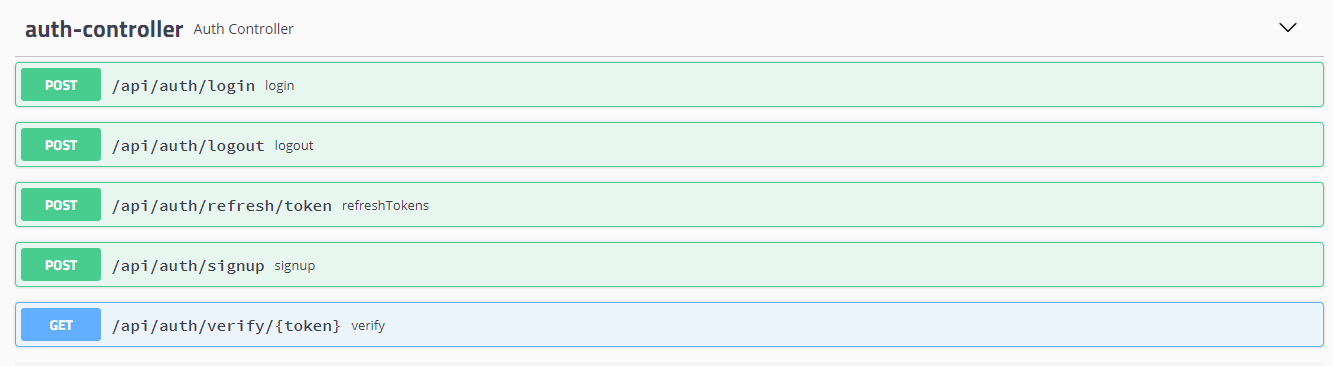 auth-controller Auth Controller
POST /api/auth/login login
POST /api/auth/logout logout
POST /api/auth/refresh/token refreshTokens
POST /api/auth/signup signup
GET /api/auth/verify/{token} verify